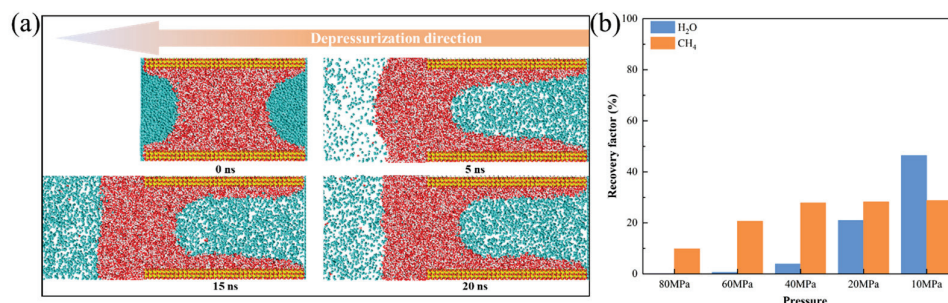 (a)
Depressurization direction
0 ns
5 ns
15 ns
20 ns
(b)
100
80
60
40
20
0
Recovery factor (%)
H₂O
CH₄
80MPa 60MPa 40MPa 20MPa 10MPa
Pressure